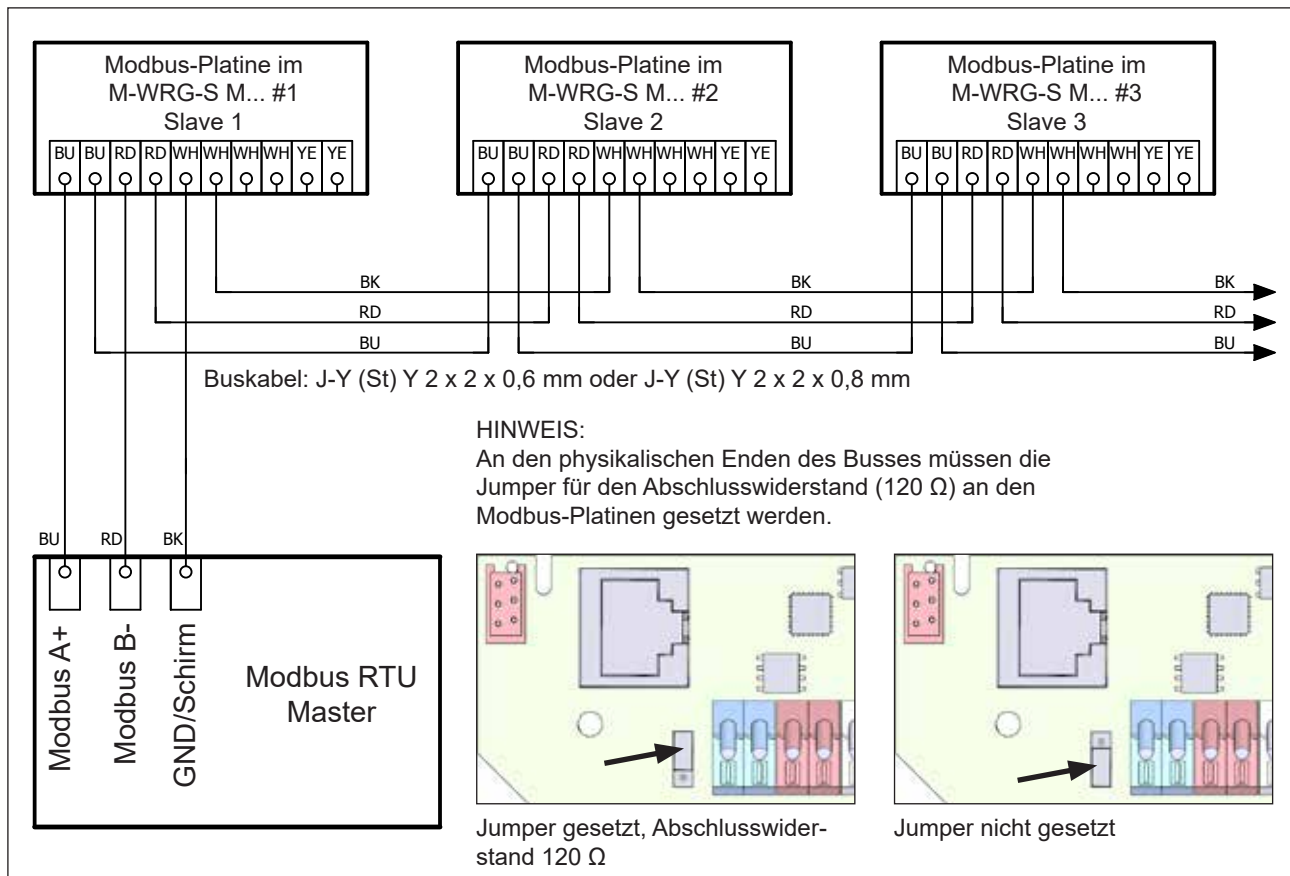 Modbus-Platine im
M-WRG-S M... #1
Slave 1
BU BU RD RD WH WH WH WH YE YE
Modbus-Platine im
M-WRG-S M... #2
Slave 2
BU BU RD RD WH WH WH WH YE YE
Modbus-Platine im
M-WRG-S M... #3
Slave 3
BU BU RD RD WH WH WH WH YE YE
BK BK BK
RD RD RD
BU BU BU
Buskabel: J-Y (St) Y 2 x 2 x 0,6 mm oder J-Y (St) Y 2 x 2 x 0,8 mm
HINWEIS:
An den physikalischen Enden des Busses müssen die
Jumper für den Abschlusswiderstand (120 Ω) an den
Modbus-Platinen gesetzt werden.
BU RD BK
Modbus A+
Modbus B-
GND/Schirm
Modbus RTU
Master
Jumper gesetzt, Abschlusswider-
stand 120 Ω
Jumper nicht gesetzt